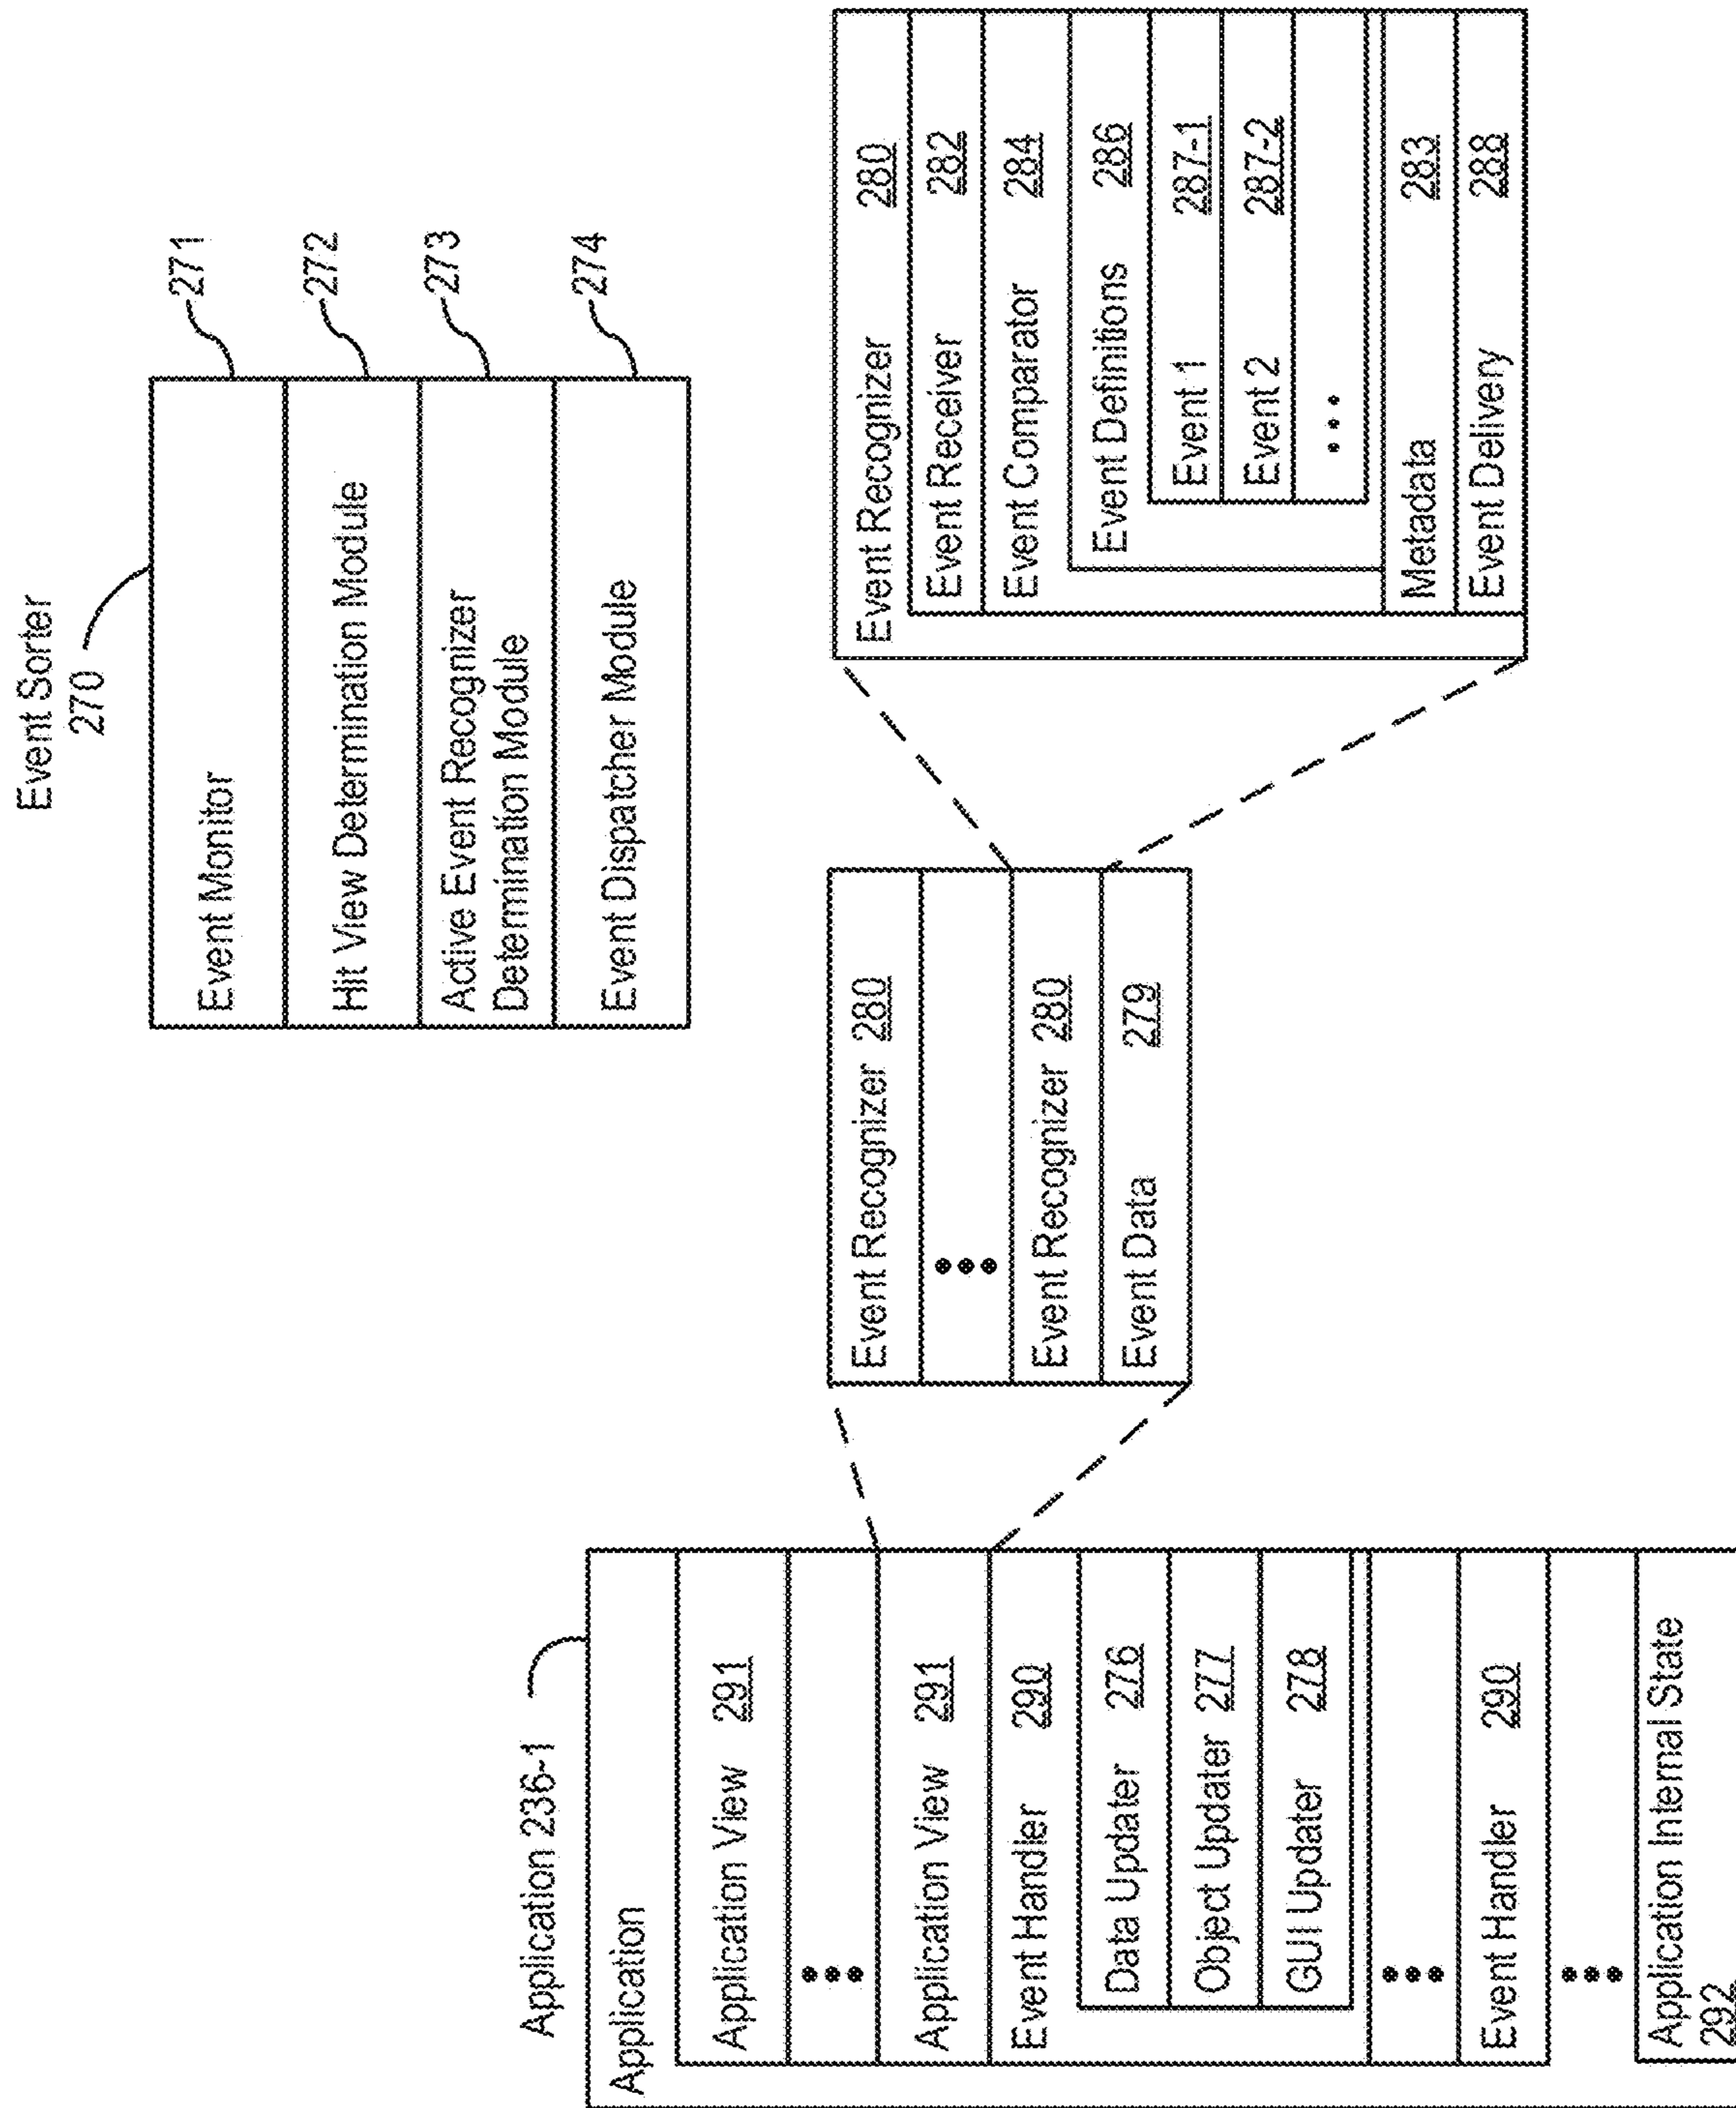 Event Sorter
270
Event Monitor
271
Hit View Determination Module
272
Active Event Recognizer
Determination Module
273
Event Dispatcher Module
274
Application 236-1
Application
Application View 291
•••
Application View 291
Event Handler 290
Data Updater 276
Object Updater 277
GUI Updater 278
•••
Event Handler 290
•••
Application Internal State
292
Event Recognizer 280
•••
Event Recognizer 280
Event Data 279
Event Recognizer 280
Event Receiver 282
Event Comparator 284
Event Definitions 286
Event 1 287-1
Event 2 287-2
•••
Metadata 283
Event Delivery 288